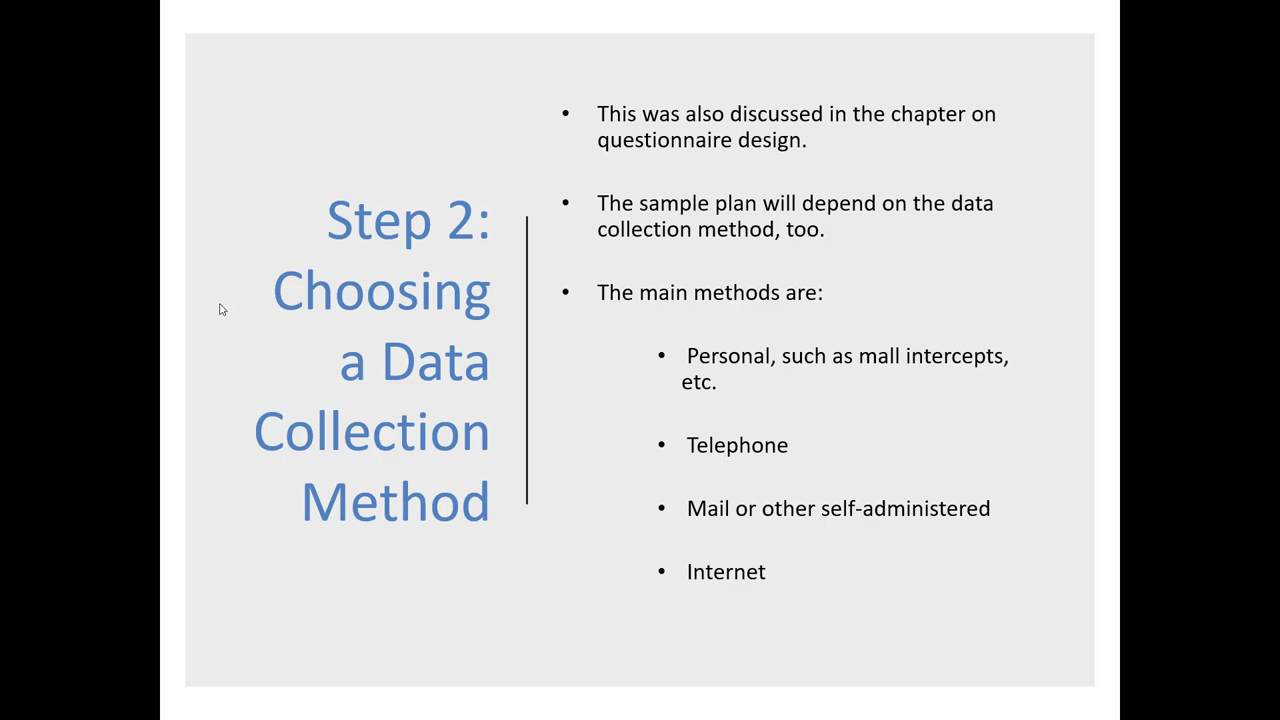 Step 2:
Choosing
a Data
Collection
Method
• This was also discussed in the chapter on
questionnaire design.
• The sample plan will depend on the data
collection method, too.
• The main methods are:
• Personal, such as mall intercepts,
etc.
• Telephone
• Mail or other self-administered
• Internet